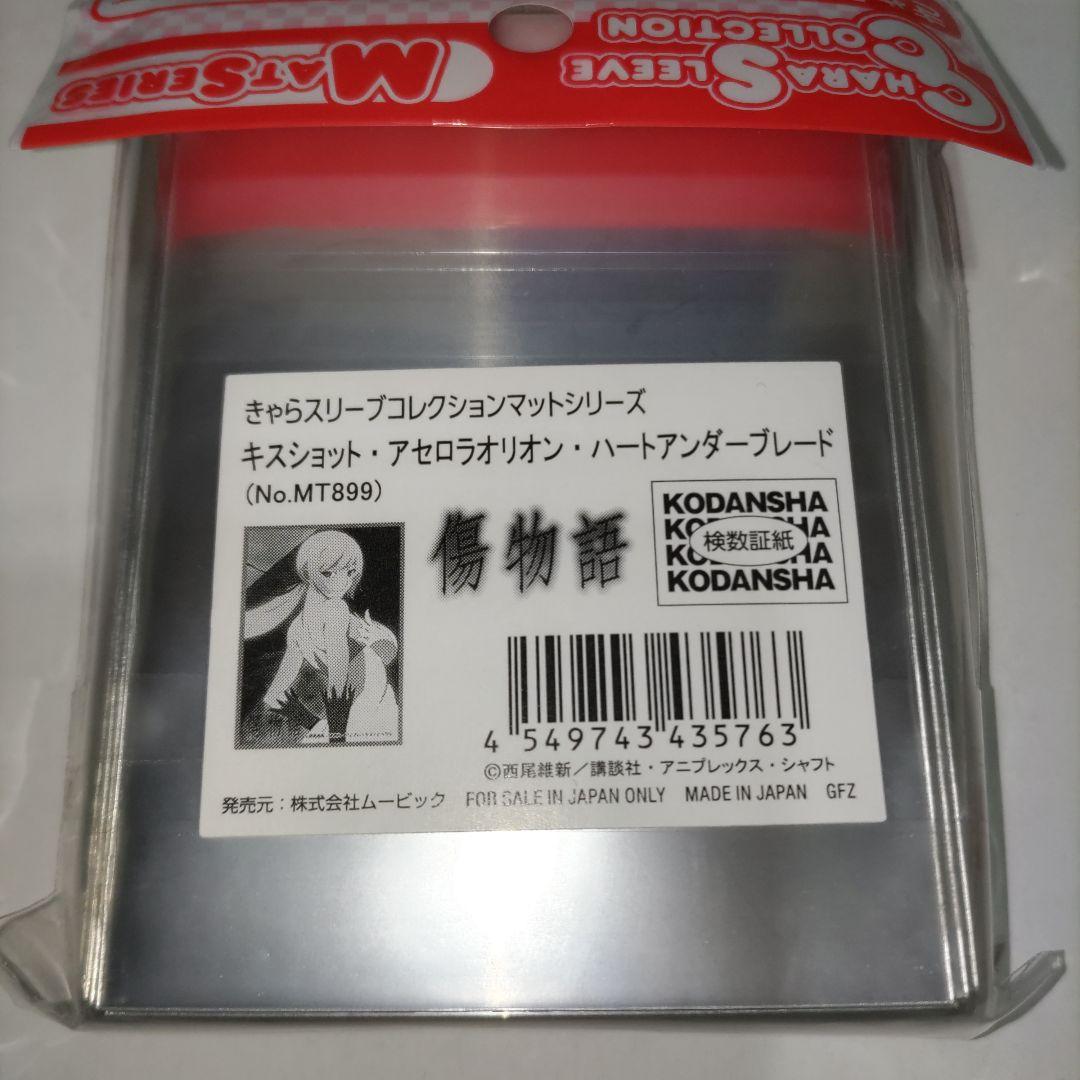 CHARA SLEEVE
COLLECTION
MAT SERIES
きゃらスリーブコレクションマットシリーズ
キスショット・アセロラオリオン・ハートアンダーブレード
(No.MT899)
傷物語
KODANSHA
KODANSHA
KODANSHA
KODANSHA
検数証紙
4 549743 435763
©西尾維新/講談社・アニプレックス・シャフト
発売元:株式会社ムービック FOR SALE IN JAPAN ONLY MADE IN JAPAN GFZ